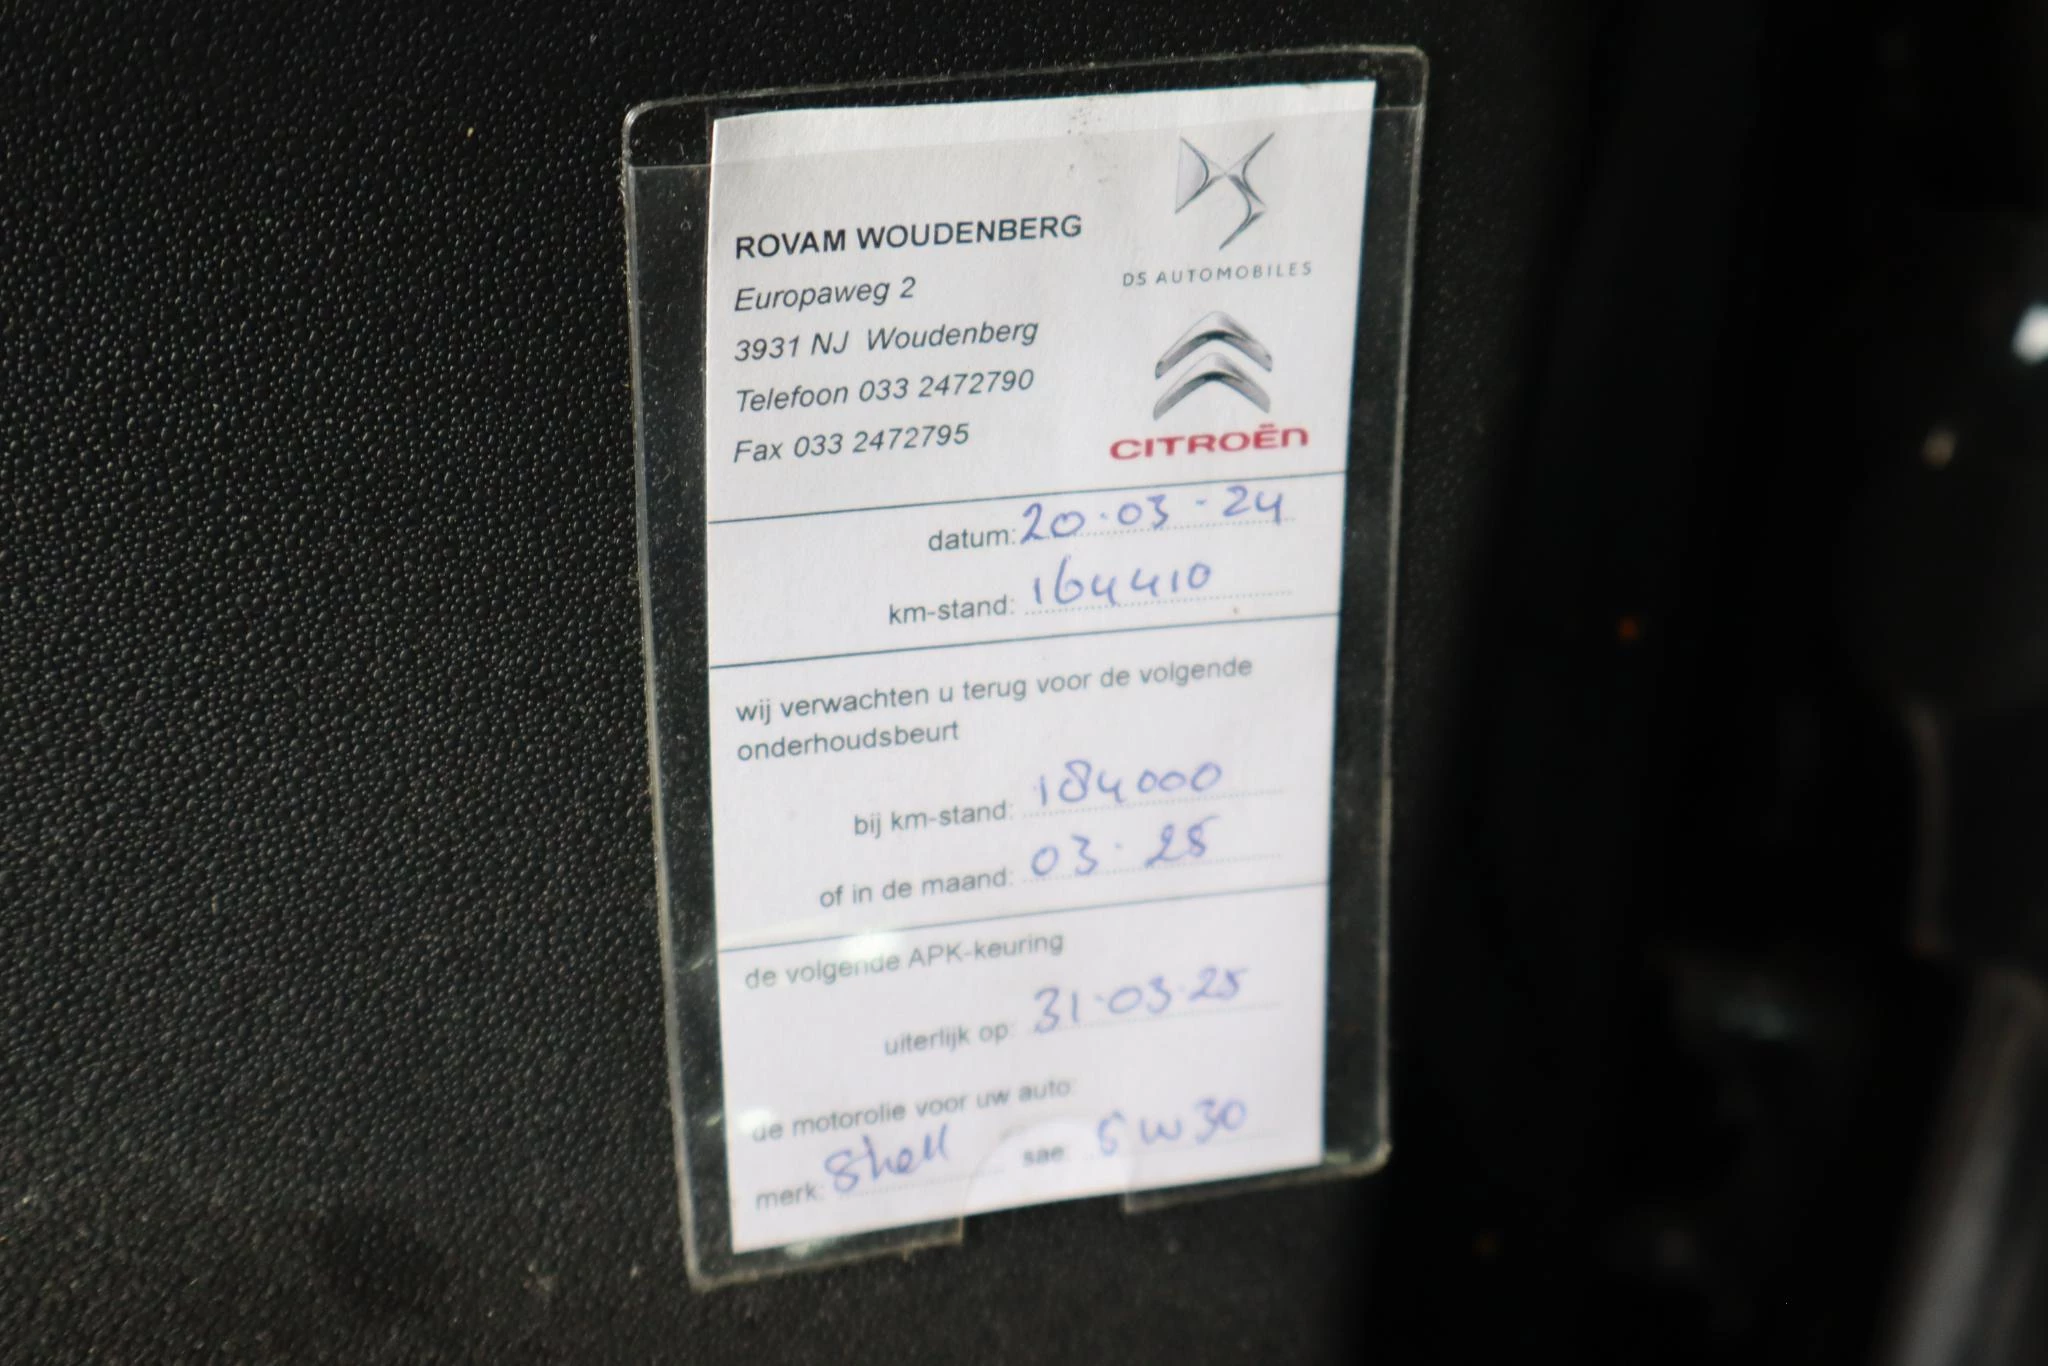 ROVAM WOUDENBERG
Europaweg 2
3931 NJ Woudenberg
Telefoon 033 2472790
Fax 033 2472795
DS AUTOMOBILES
CITROËN
datum: 20-03-24
km-stand: 164410
wij verwachten u terug voor de volgende
onderhoudsbeurt
bij km-stand: 184000
of in de maand: 03-25
de volgende APK-keuring
uiterlijk op: 31-03-25
de motorolie voor uw auto:
merk: Shell sae: 5W30